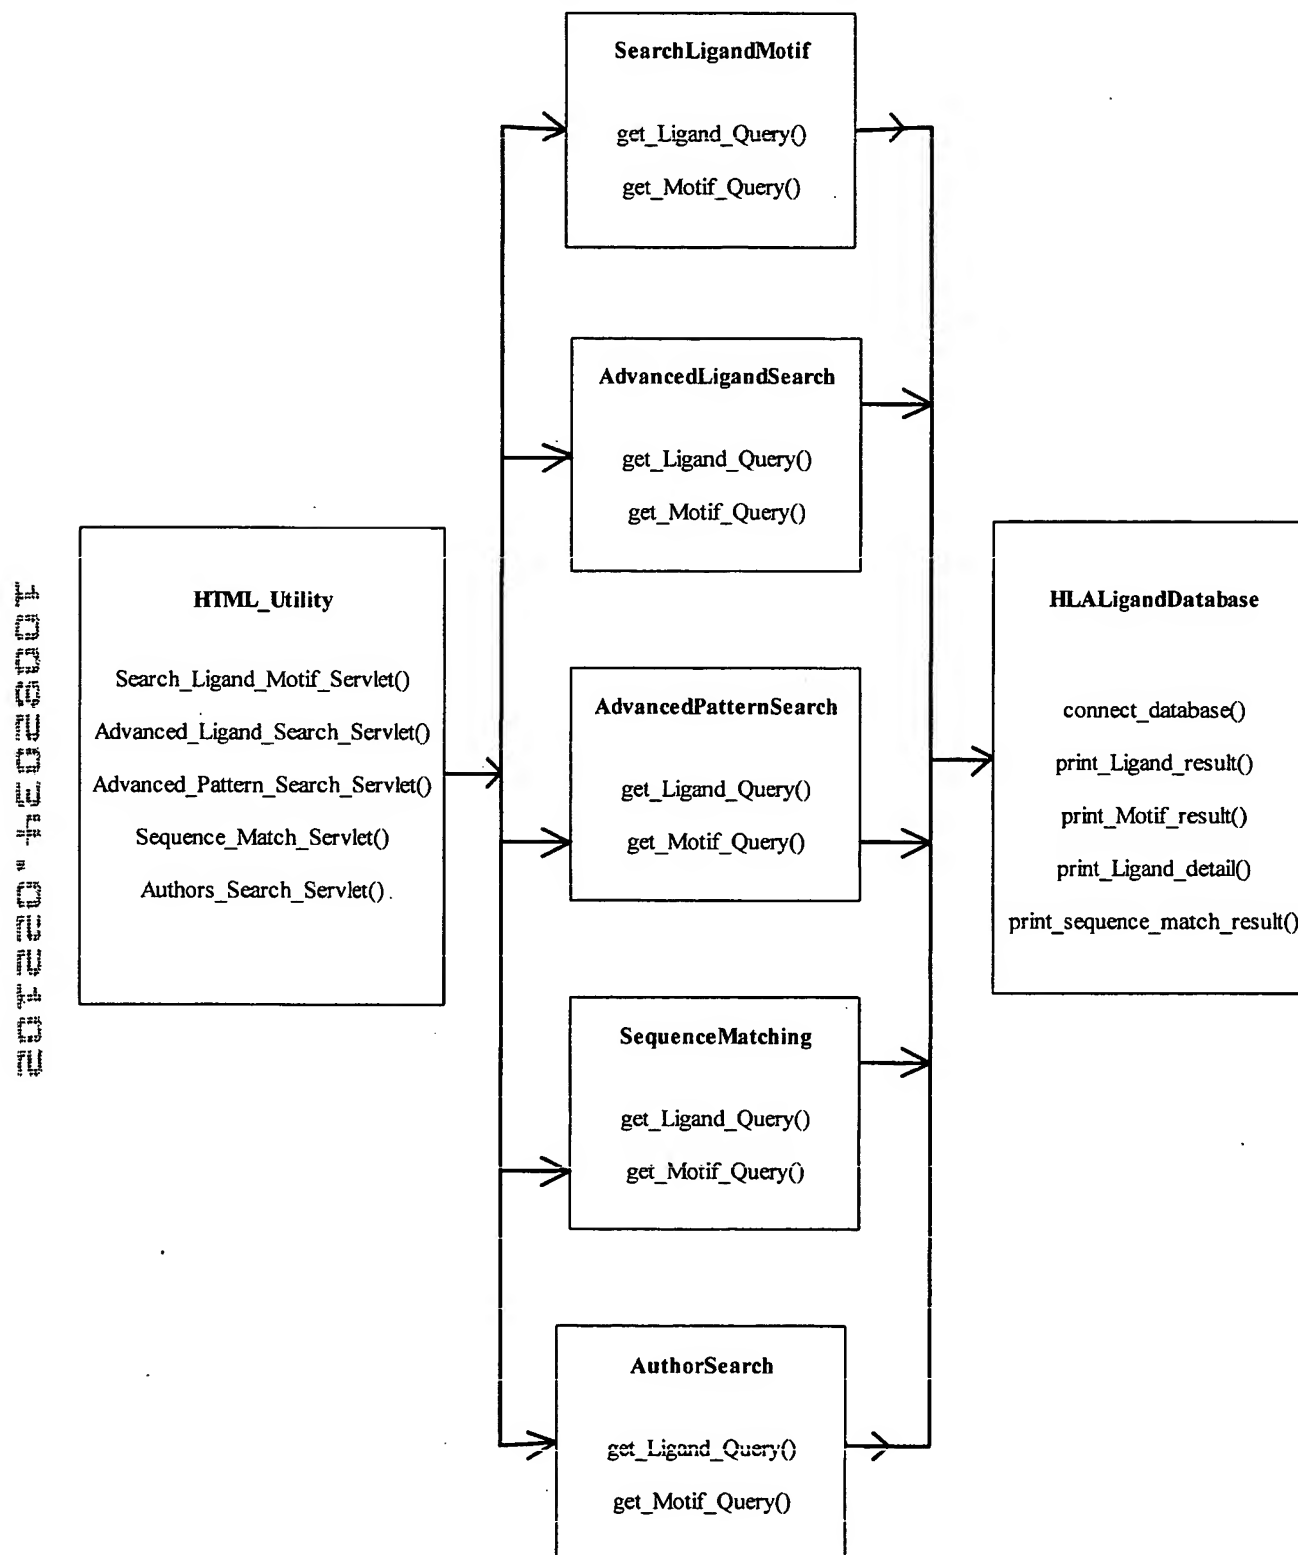 SearchLigandMotif
get_Ligand_Query()
get_Motif_Query()
AdvancedLigandSearch
get_Ligand_Query()
get_Motif_Query()
HTML_Utility
Search_Ligand_Motif_Servlet()
Advanced_Ligand_Search_Servlet()
Advanced_Pattern_Search_Servlet()
Sequence_Match_Servlet()
Authors_Search_Servlet()
AdvancedPatternSearch
get_Ligand_Query()
get_Motif_Query()
HLALigandDatabase
connect_database()
print_Ligand_result()
print_Motif_result()
print_Ligand_detail()
print_sequence_match_result()
SequenceMatching
get_Ligand_Query()
get_Motif_Query()
AuthorSearch
get_Ligand_Query()
get_Motif_Query()